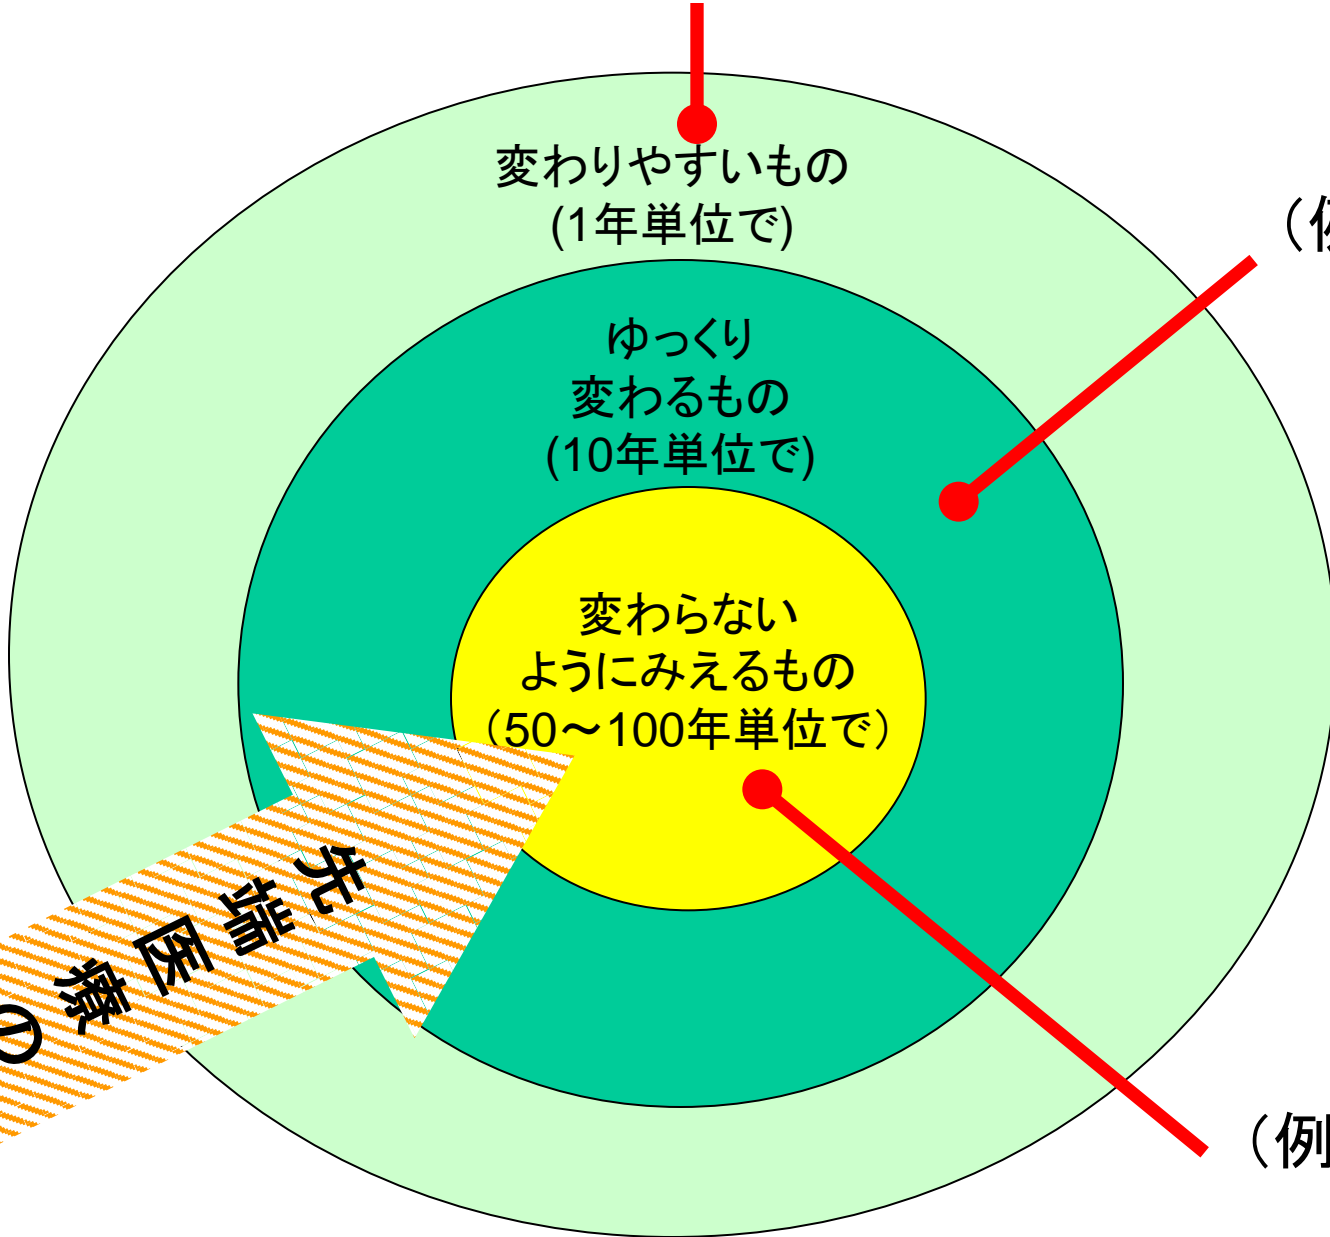 変わりやすいもの
(1年単位で)
（例
ゆっくり
変わるもの
(10年単位で)
変わらない
ようにみえるもの
（50～100年単位で）
先端医療の
（例